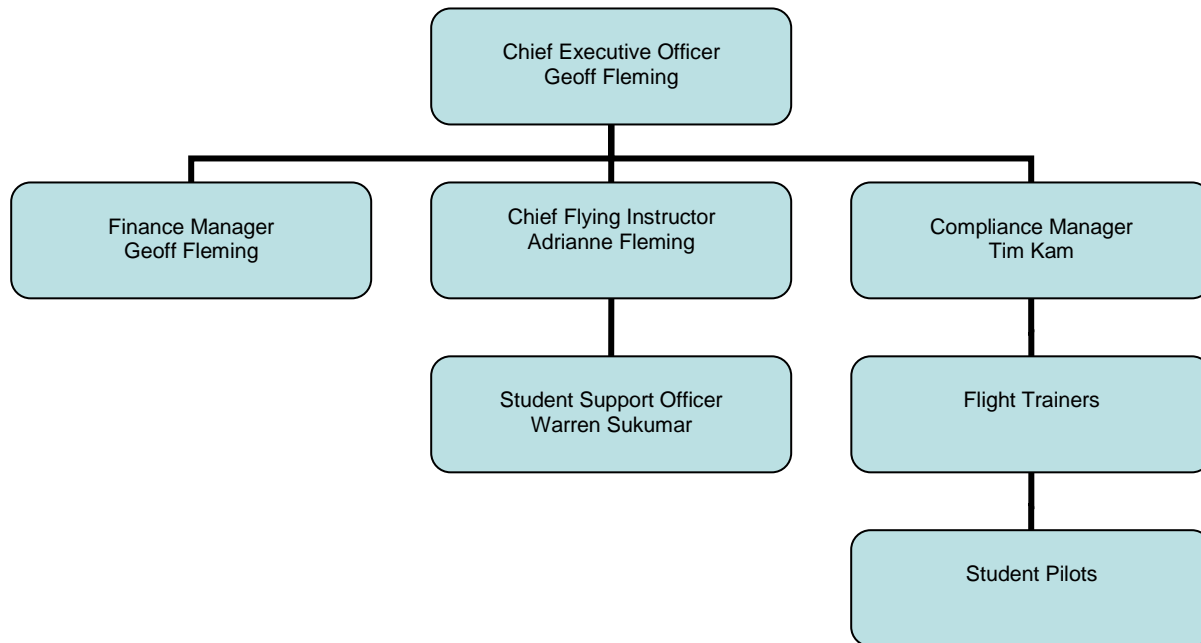 Chief Executive Officer
Geoff Fleming
Finance Manager
Geoff Fleming
Chief Flying Instructor
Adrianne Fleming
Compliance Manager
Tim Kam
Student Support Officer
Warren Sukumar
Flight Trainers
Student Pilots